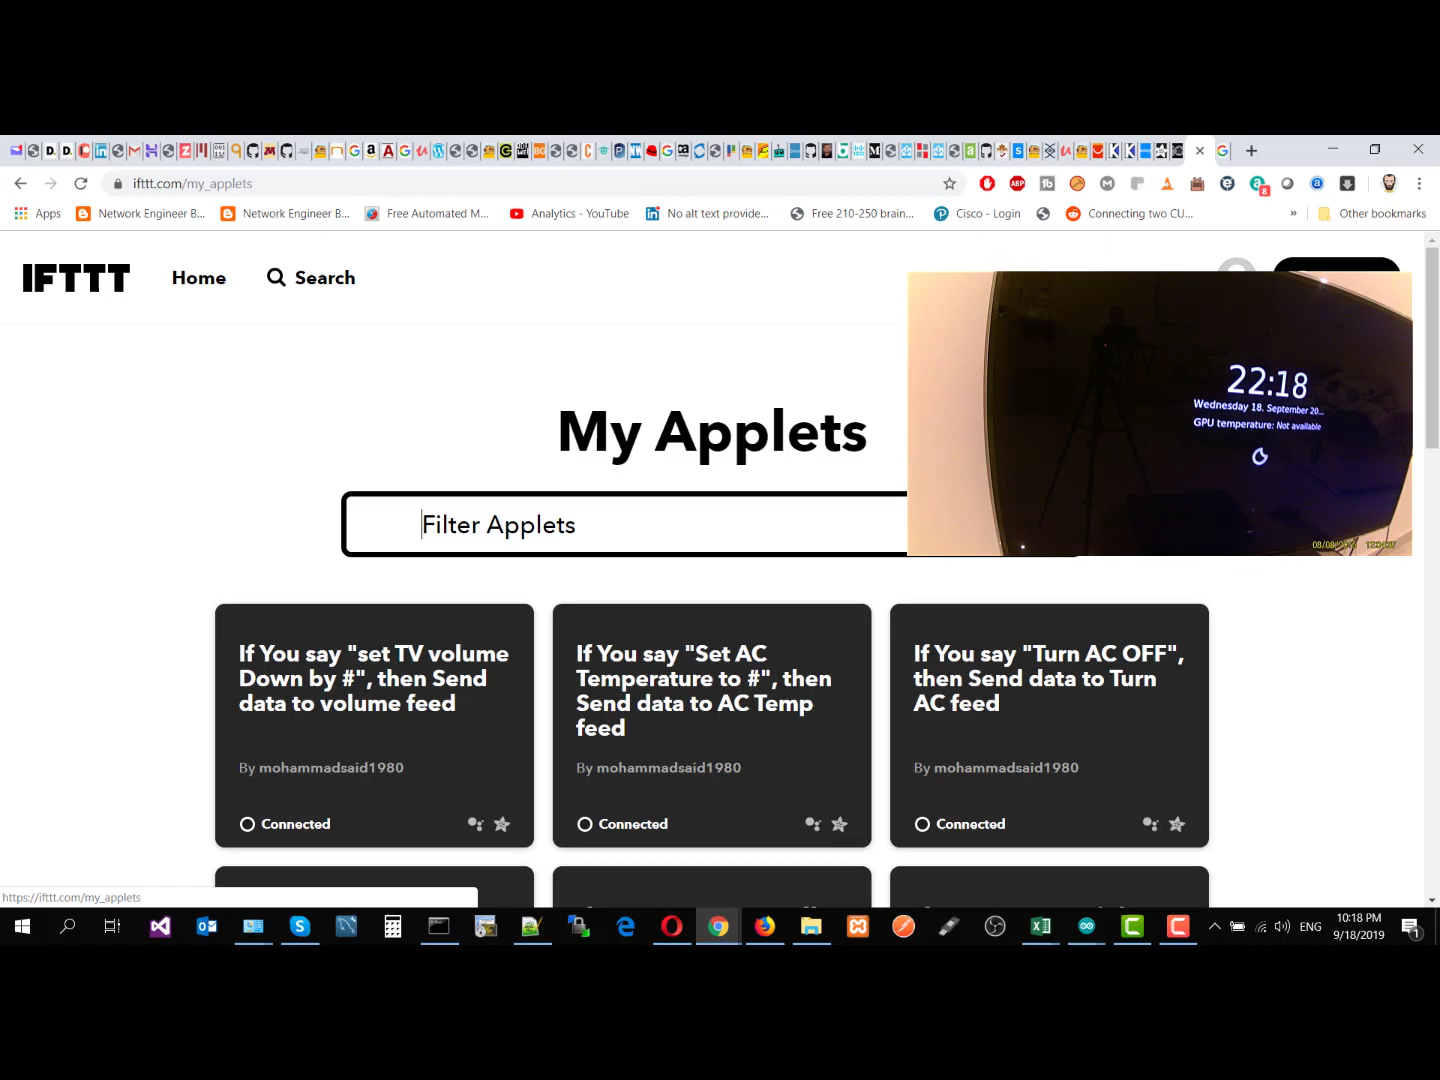 ifttt.com/my_applets
ABP
8
Apps
Network Engineer B...
Network Engineer B...
Free Automated M...
Analytics - YouTube
No alt text provide...
Free 210-250 brain...
Cisco - Login
Connecting two CU...
»
Other bookmarks
IFTTT
Home
Search
22:18
Wednesday 18. September 20...
GPU temperature: Not available
My Applets
Filter Applets
If You say "set TV volume
Down by #", then Send
data to volume feed
By mohammadsaid1980
Connected
If You say "Set AC
Temperature to #", then
Send data to AC Temp
feed
By mohammadsaid1980
Connected
If You say "Turn AC OFF",
then Send data to Turn
AC feed
By mohammadsaid1980
Connected
https://ifttt.com/my_applets
ENG
10:18 PM
9/18/2019
1